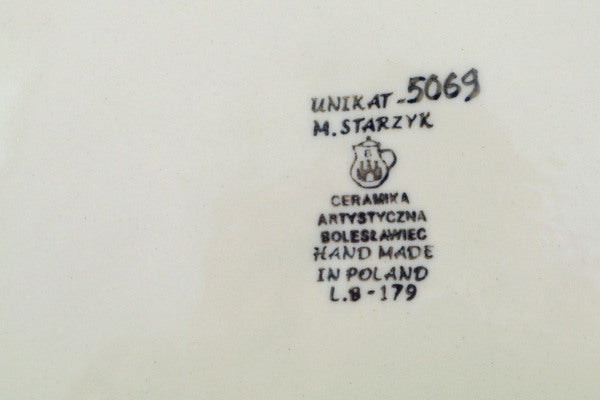 UNIKAT-5069
M. STARZYK
B
CERAMIKA
ARTYSTYCZNA
BOLESŁAWIEC
HAND MADE
IN POLAND
L.B-179